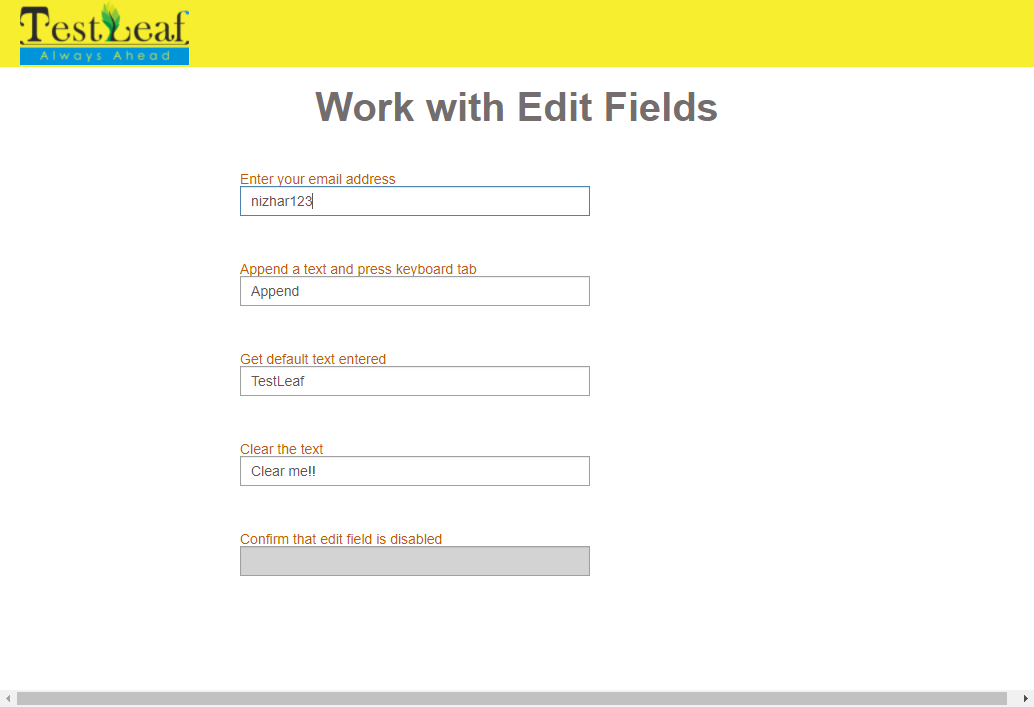 TestLeaf
Always Ahead
Work with Edit Fields
Enter your email address
nizhar123
Append a text and press keyboard tab
Append
Get default text entered
TestLeaf
Clear the text
Clear me!!
Confirm that edit field is disabled